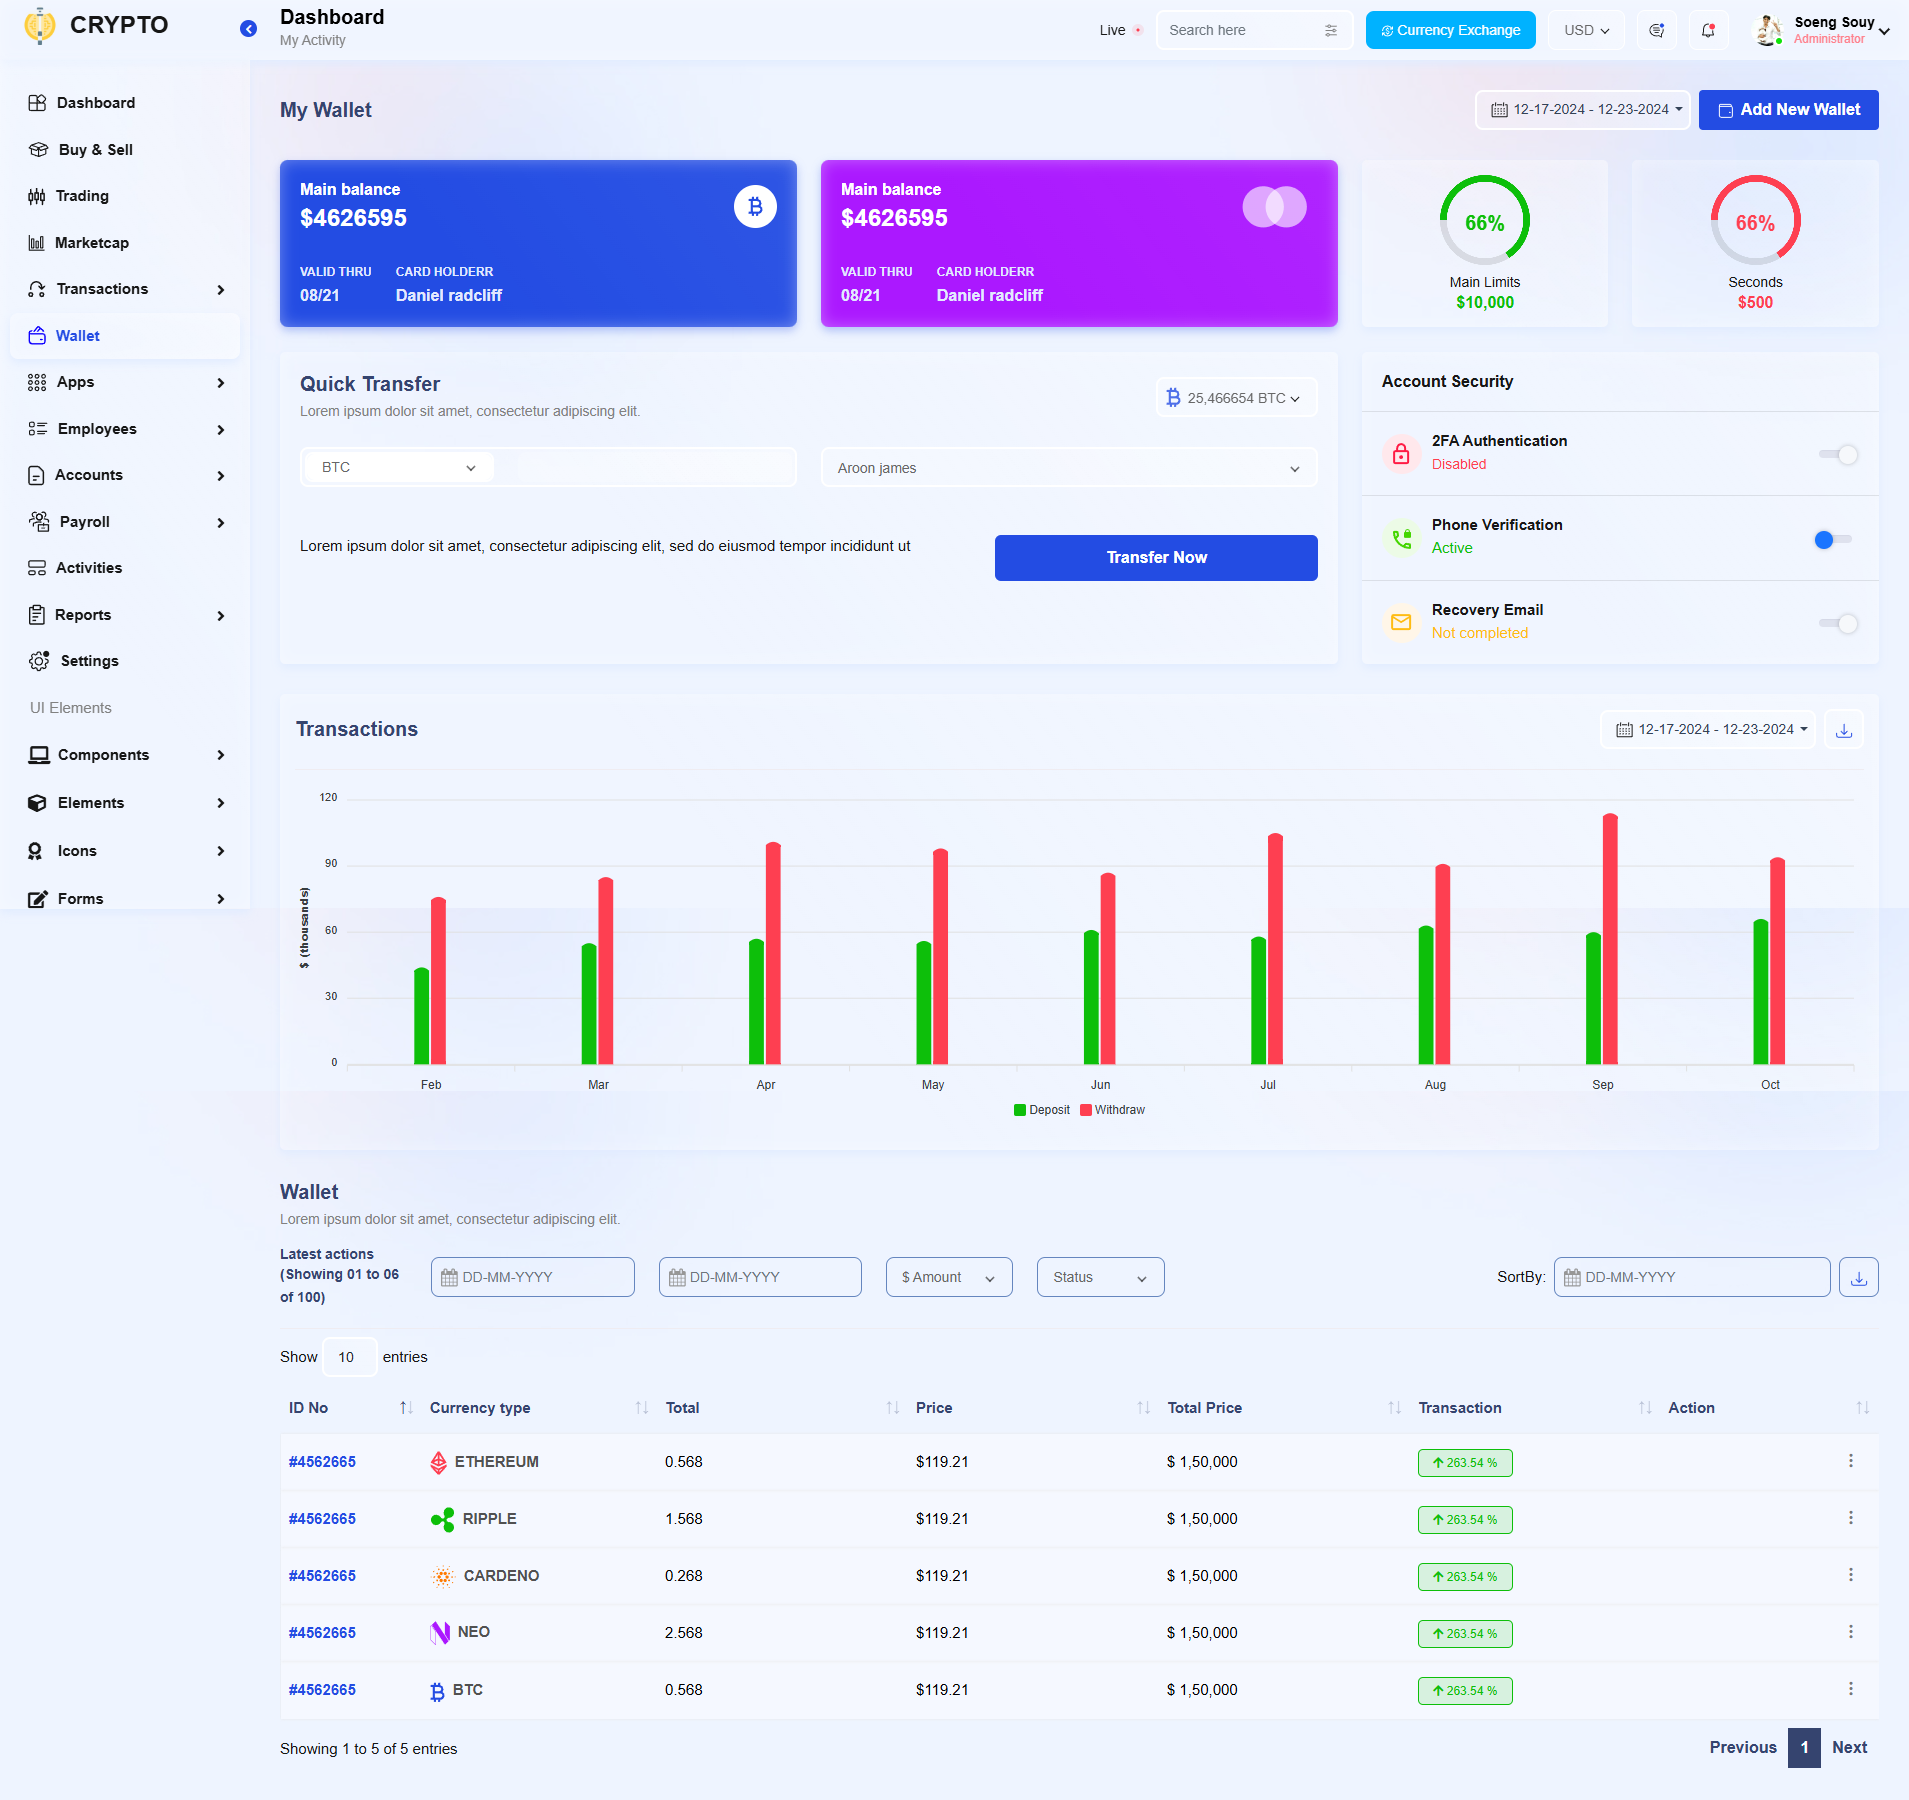 CRYPTO
Dashboard
My Activity
Live
Search here
Currency Exchange
USD
Soeng Souy
Administrator
Dashboard
Buy & Sell
Trading
Marketcap
Transactions
Wallet
Apps
Employees
Accounts
Payroll
Activities
Reports
Settings
UI Elements
Components
Elements
Icons
Forms
My Wallet
12-17-2024 - 12-23-2024
Add New Wallet
Main balance
$4626595
VALID THRU CARD HOLDERR
08/21 Daniel radcliff
Main balance
$4626595
VALID THRU CARD HOLDERR
08/21 Daniel radcliff
66%
Main Limits
$10,000
66%
Seconds
$500
Quick Transfer
Lorem ipsum dolor sit amet, consectetur adipiscing elit.
25,466654 BTC
BTC
Aroon james
Lorem ipsum dolor sit amet, consectetur adipiscing elit, sed do eiusmod tempor incididunt ut
Transfer Now
Account Security
2FA Authentication
Disabled
Phone Verification
Active
Recovery Email
Not completed
Transactions
12-17-2024 - 12-23-2024
$ (thousands)
120
90
60
30
0
Feb Mar Apr May Jun Jul Aug Sep Oct
Deposit Withdraw
Wallet
Lorem ipsum dolor sit amet, consectetur adipiscing elit.
Latest actions
(Showing 01 to 06
of 100)
DD-MM-YYYY
DD-MM-YYYY
$ Amount
Status
SortBy:
DD-MM-YYYY
Show 10 entries
ID No Currency type Total Price Total Price Transaction Action
#4562665 ETHEREUM 0.568 $119.21 $ 1,50,000 263.54 %
#4562665 RIPPLE 1.568 $119.21 $ 1,50,000 263.54 %
#4562665 CARDENO 0.268 $119.21 $ 1,50,000 263.54 %
#4562665 NEO 2.568 $119.21 $ 1,50,000 263.54 %
#4562665 BTC 0.568 $119.21 $ 1,50,000 263.54 %
Showing 1 to 5 of 5 entries
Previous 1 Next